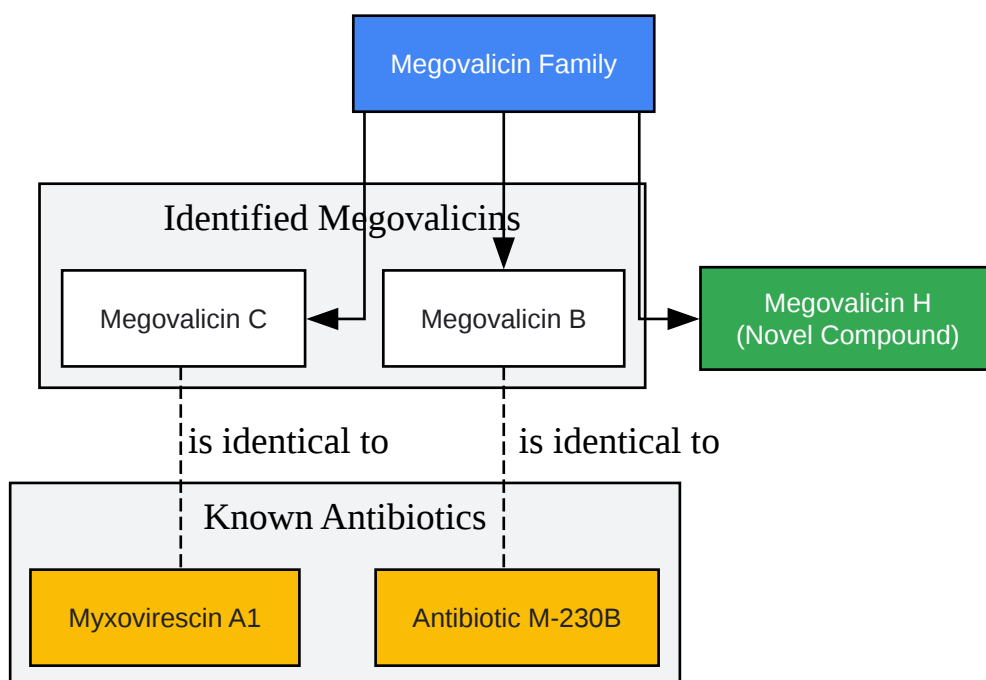 Megovalicin Family
Identified Megovalicins
Megovalicin C
Megovalicin B
Megovalicin H
(Novel Compound)
is identical to
is identical to
Known Antibiotics
Myxovirescin A1
Antibiotic M-230B